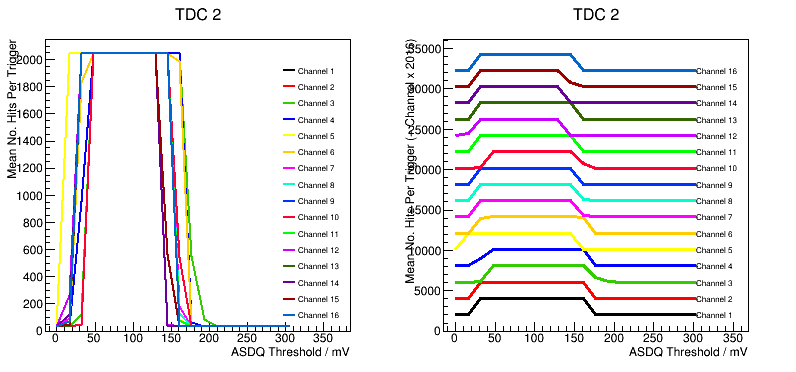 TDC 2
Mean No. Hits Per Trigger
2000
1800
1600
1400
1200
1000
800
600
400
200
0
0 50 100 150 200 250 300 350
ASDQ Threshold / mV
Channel 1
Channel 2
Channel 3
Channel 4
Channel 5
Channel 6
Channel 7
Channel 8
Channel 9
Channel 10
Channel 11
Channel 12
Channel 13
Channel 14
Channel 15
Channel 16
TDC 2
Mean No. Hits Per Trigger (+Channel x 2016)
35000
30000
25000
20000
15000
10000
5000
0
0 50 100 150 200 250 300 350
ASDQ Threshold / mV
Channel 16
Channel 15
Channel 14
Channel 13
Channel 12
Channel 11
Channel 10
Channel 9
Channel 8
Channel 7
Channel 6
Channel 5
Channel 4
Channel 3
Channel 2
Channel 1